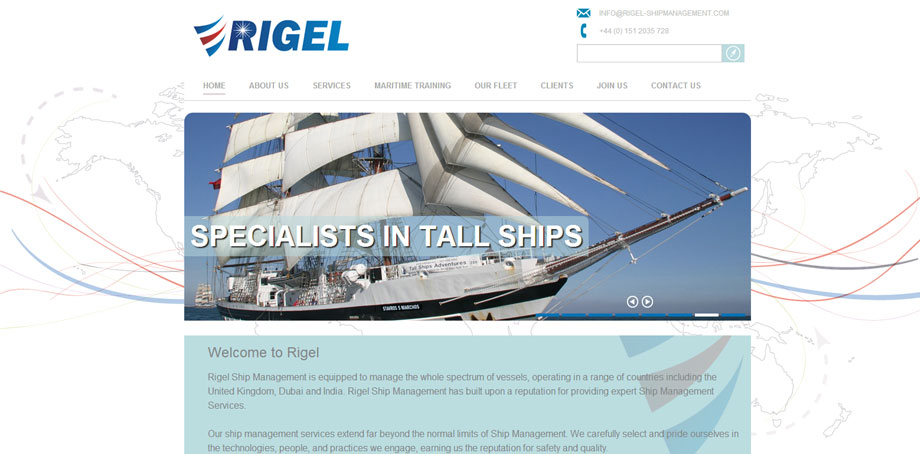 RIGEL
INFO@RIGEL-SHIPMANAGEMENT.COM
+44 (0) 151 2035 728
HOME ABOUT US SERVICES MARITIME TRAINING OUR FLEET CLIENTS JOIN US CONTACT US
SPECIALISTS IN TALL SHIPS
Tall Ships Adventures
STAVROS S NIARCHOS
Welcome to Rigel
Rigel Ship Management is equipped to manage the whole spectrum of vessels, operating in a range of countries including the
United Kingdom, Dubai and India. Rigel Ship Management has built upon a reputation for providing expert Ship Management
Services.
Our ship management services extend far beyond the normal limits of Ship Management. We carefully select and pride ourselves in
the technologies, people, and practices we engage, earning us the reputation for safety and quality.